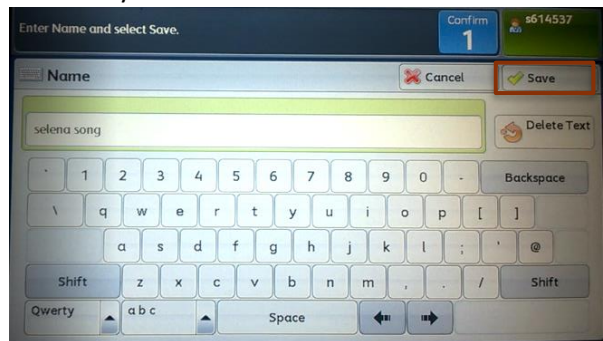 Enter Name and select Save.
Confirm
1
s614537
Name
Cancel
Save
selena song
Delete Text
` 1 2 3 4 5 6 7 8 9 0 - Backspace
\ q w e r t y u i o p [ ]
a s d f g h j k l ; ' @
Shift z x c v b n m , . / Shift
Qwerty
a b c
Space